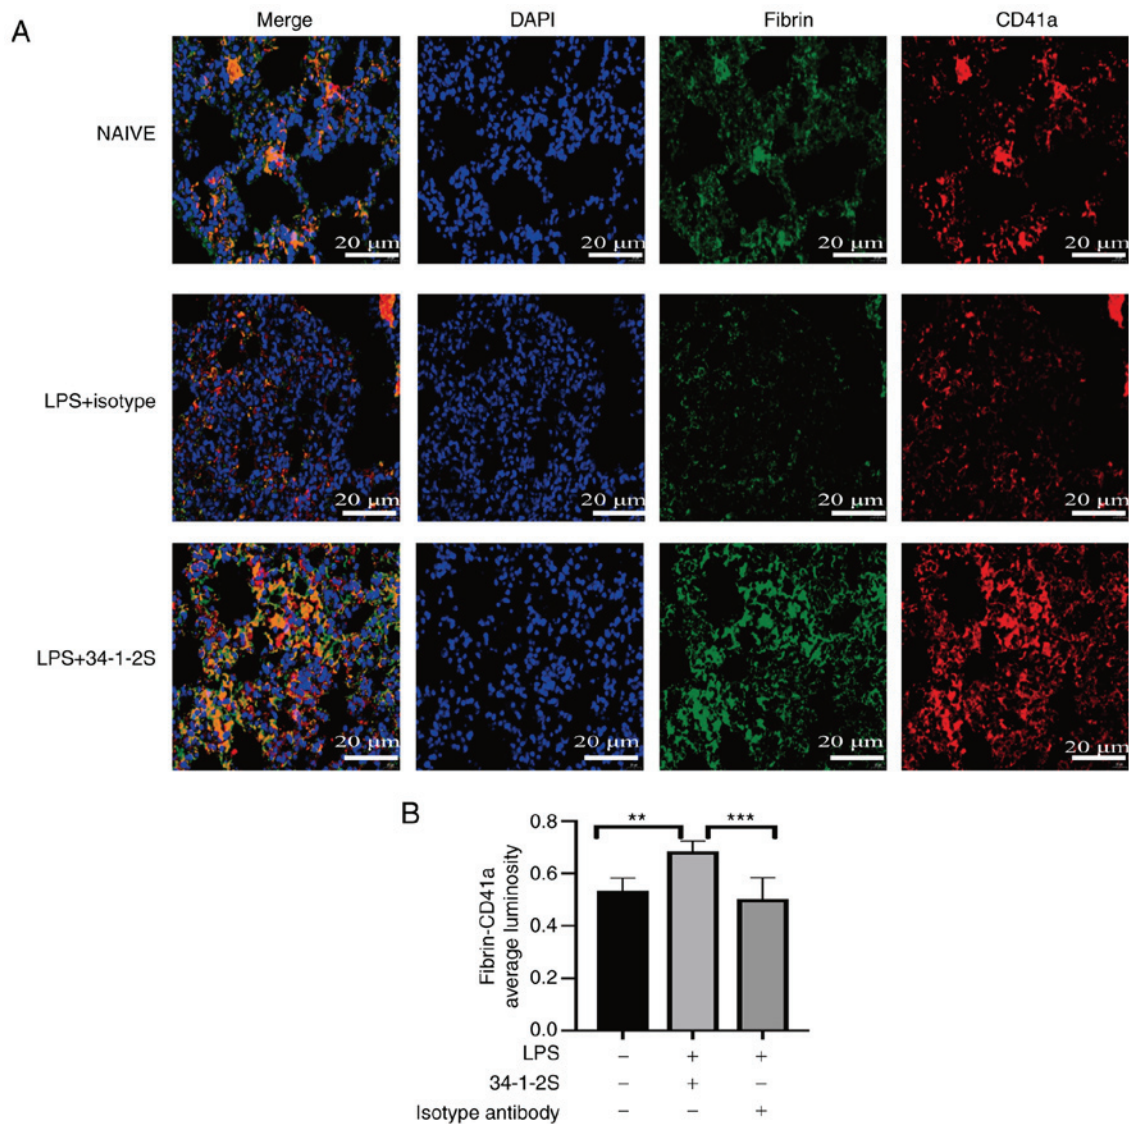 A
Merge DAPI Fibrin CD41a
NAIVE
20 μm 20 μm 20 μm 20 μm
LPS+isotype
20 μm 20 μm 20 μm 20 μm
LPS+34-1-2S
20 μm 20 μm 20 μm 20 μm
B
** ***
Fibrin-CD41a
average luminosity
0.8
0.6
0.4
0.2
0.0
LPS – + +
34-1-2S – + –
Isotype antibody – – +